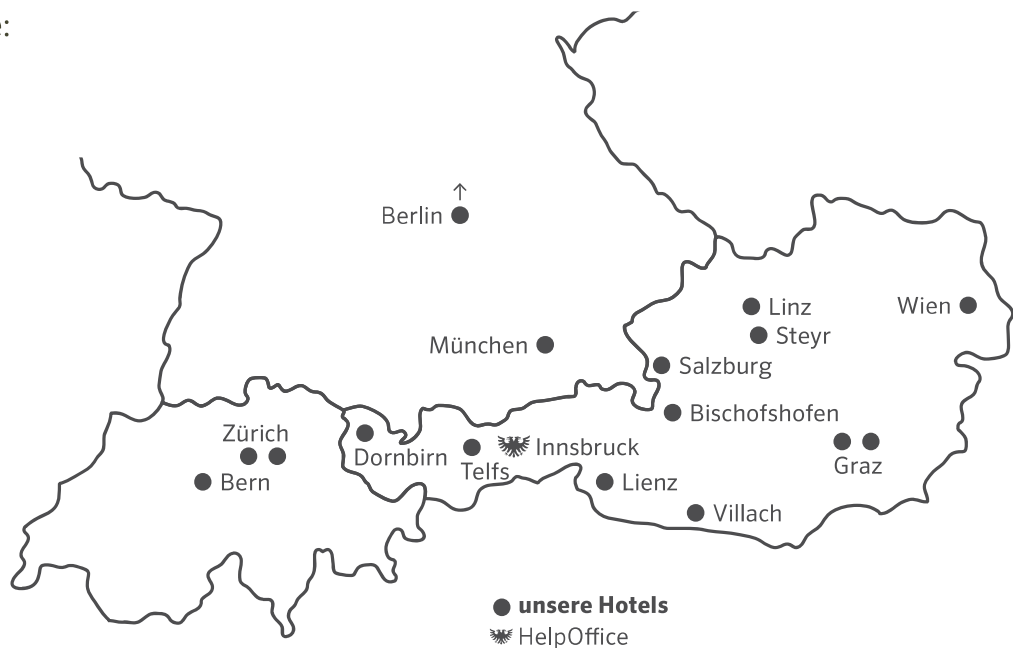 :
Berlin
Linz
Wien
Steyr
München
Salzburg
Bischofshofen
Zürich
Dornbirn
Telfs
Innsbruck
Graz
Bern
Lienz
Villach
unsere Hotels
HelpOffice